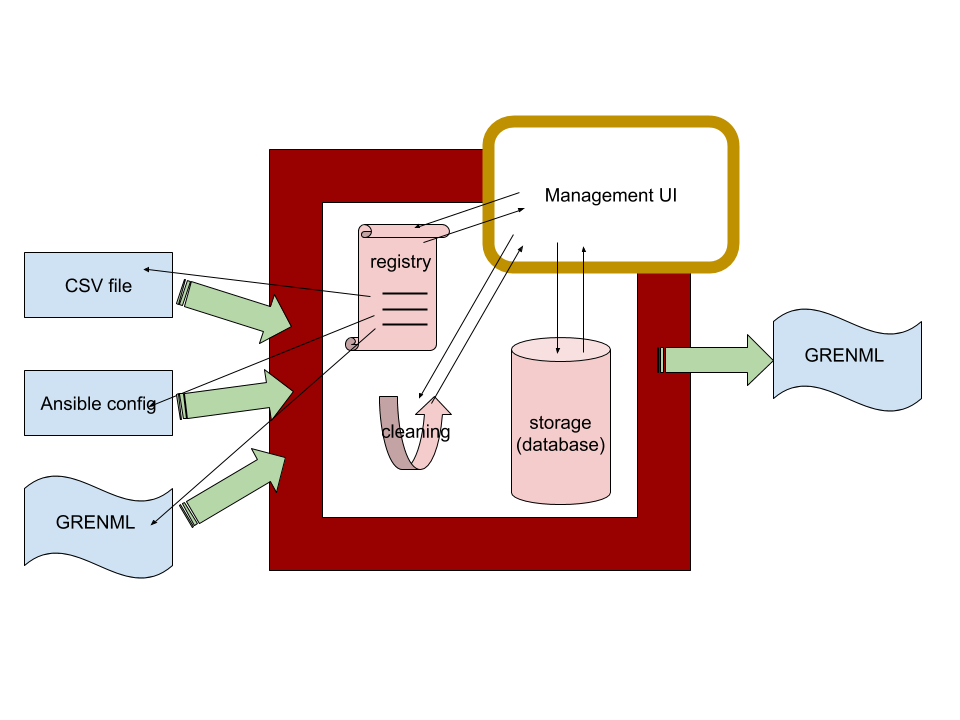 Management UI
registry
CSV file
GRENML
Ansible config
cleaning
storage
(database)
GRENML